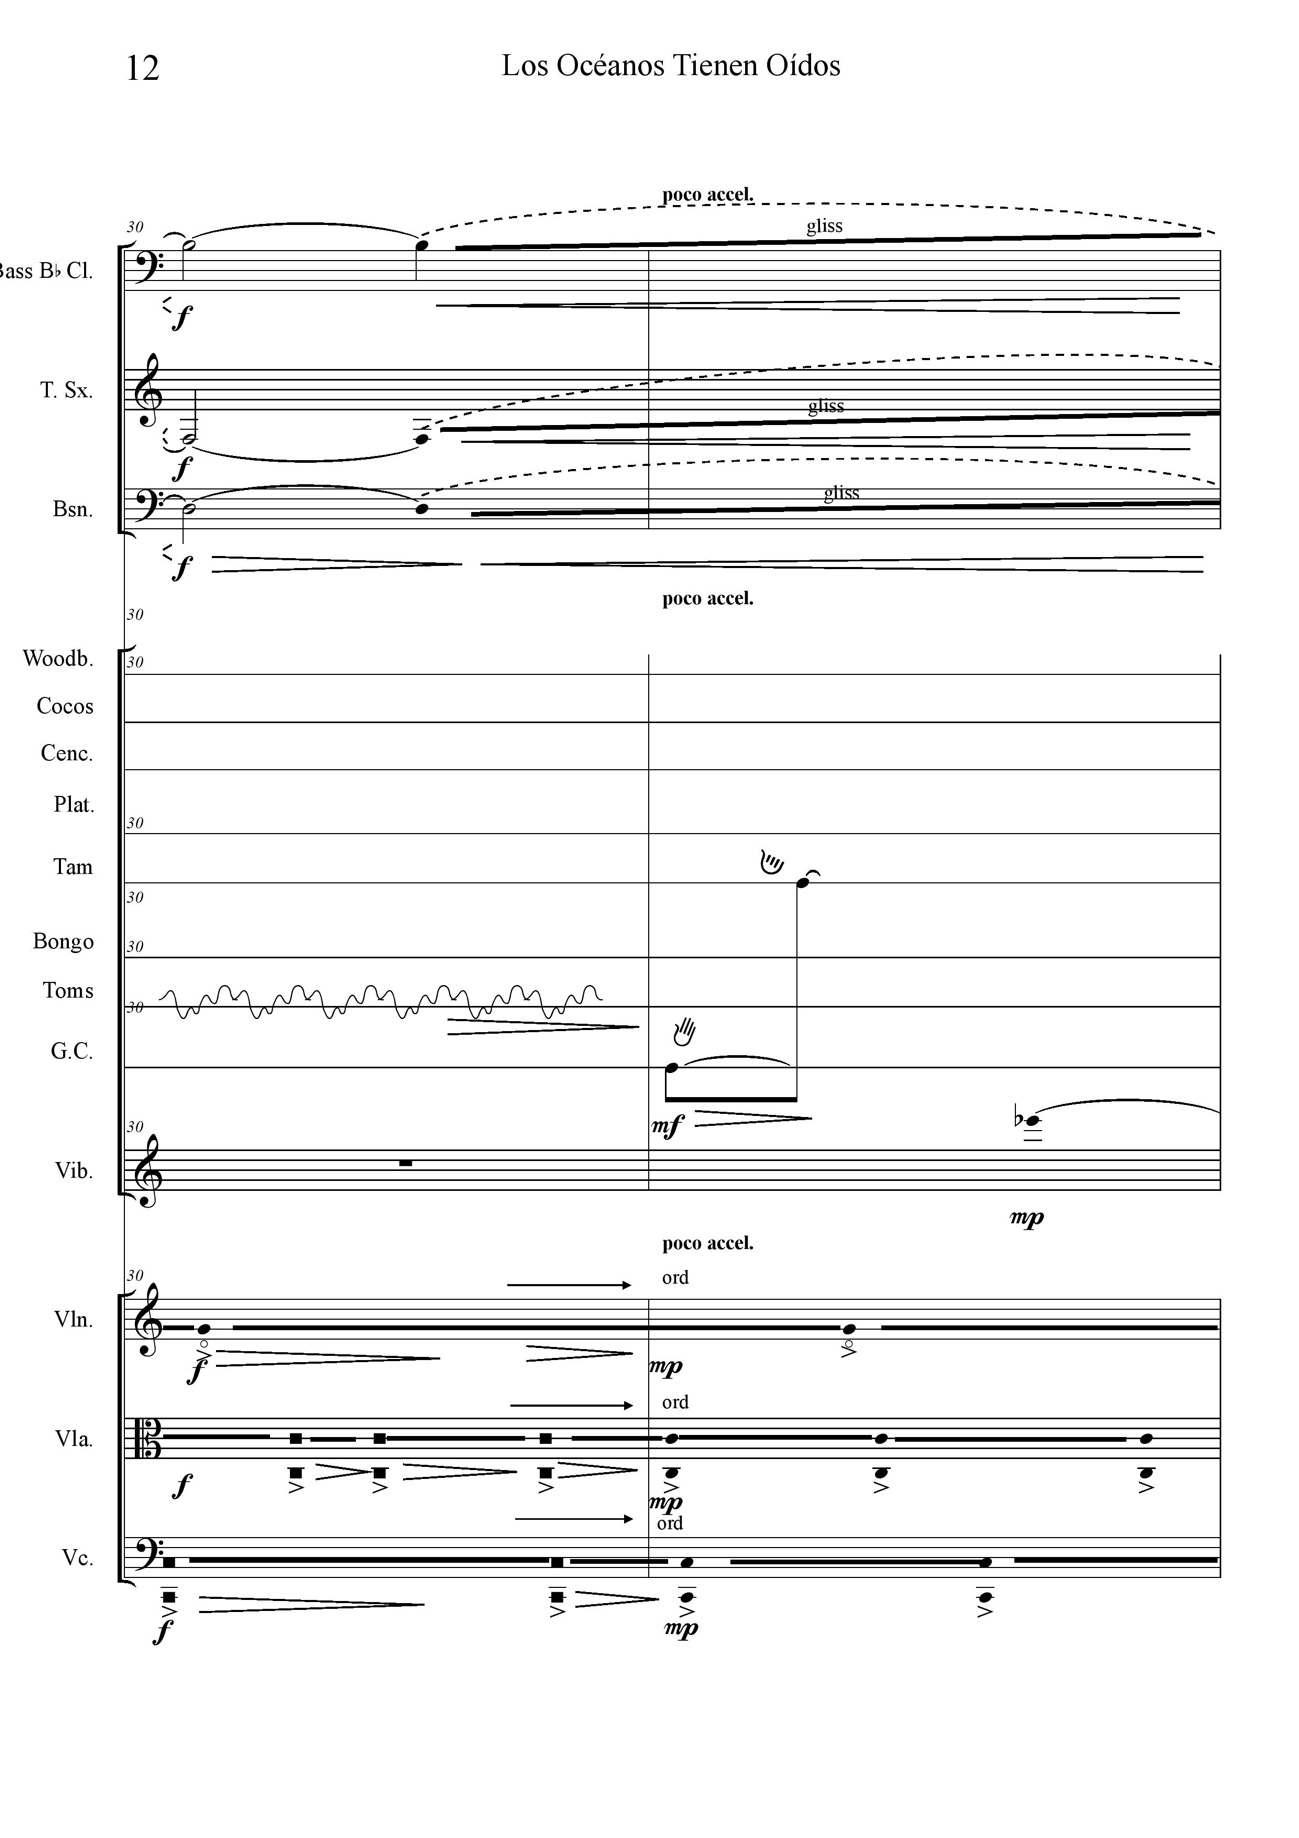 12
Los Océanos Tienen Oídos
poco accel.
30
gliss
Bass B♭ Cl.
f
T. Sx.
gliss
f
gliss
Bsn.
f
poco accel.
30
Woodb.
30
Cocos
Cenc.
Plat.
30
Tam
30
Bongo
30
Toms
30
G.C.
mf
30
Vib.
mp
poco accel.
30
ord
Vln.
f
mp
ord
Vla.
f
mp
ord
Vc.
f
mp